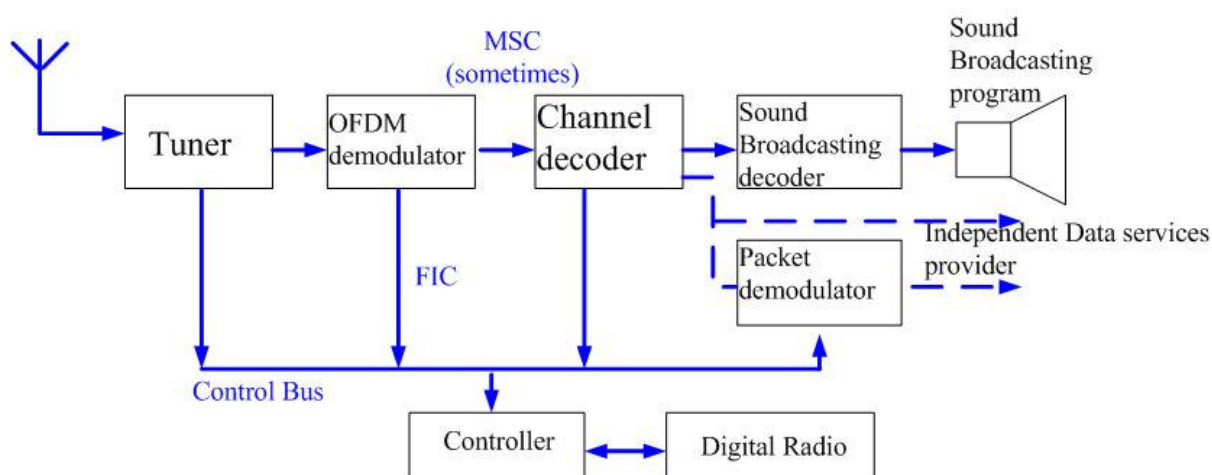 MSC
(sometimes)
Sound
Broadcasting
program
Tuner
OFDM
demodulator
Channel
decoder
Sound
Broadcasting
decoder
Independent Data services
provider
FIC
Packet
demodulator
Control Bus
Controller
Digital Radio